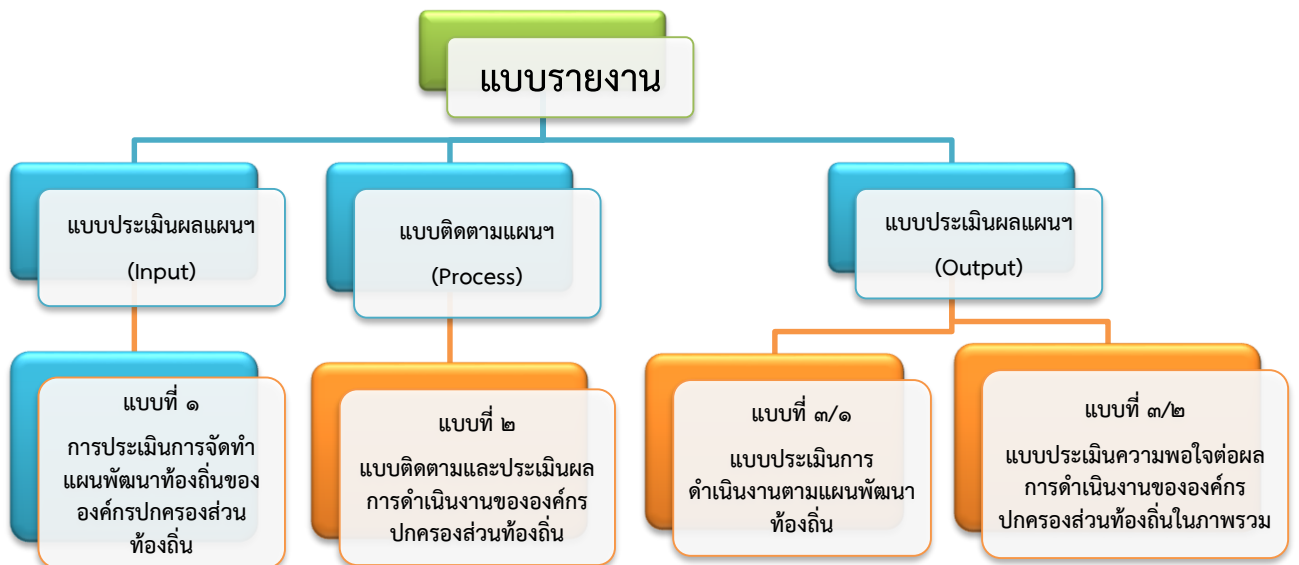 แบบรายงาน
แบบประเมินผลแผนฯ
(Input)
แบบติดตามแผนฯ
(Process)
แบบประเมินผลแผนฯ
(Output)
แบบที่ ๑
การประเมินการจัดทำ
แผนพัฒนาท้องถิ่นของ
องค์กรปกครองส่วน
ท้องถิ่น
แบบที่ ๒
แบบติดตามและประเมินผล
การดำเนินงานขององค์กร
ปกครองส่วนท้องถิ่น
แบบที่ ๓/๑
แบบประเมินการ
ดำเนินงานตามแผนพัฒนา
ท้องถิ่น
แบบที่ ๓/๒
แบบประเมินความพอใจต่อผล
การดำเนินงานขององค์กร
ปกครองส่วนท้องถิ่นในภาพรวม